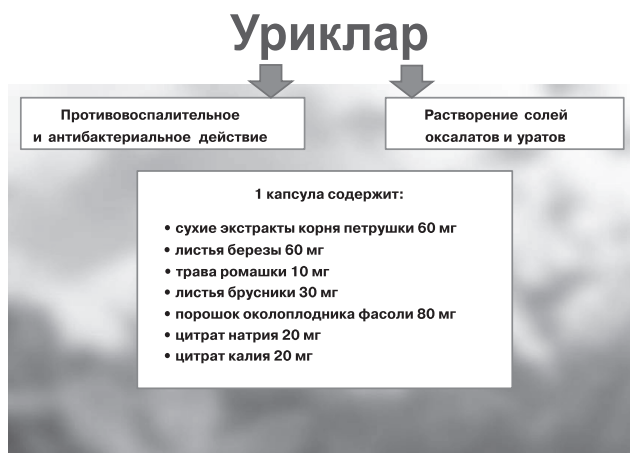 Уриклар
Противовоспалительное
и антибактериальное действие
Растворение солей
оксалатов и уратов
1 капсула содержит:
• сухие экстракты корня петрушки 60 мг
• листья березы 60 мг
• трава ромашки 10 мг
• листья брусники 30 мг
• порошок околоплодника фасоли 80 мг
• цитрат натрия 20 мг
• цитрат калия 20 мг